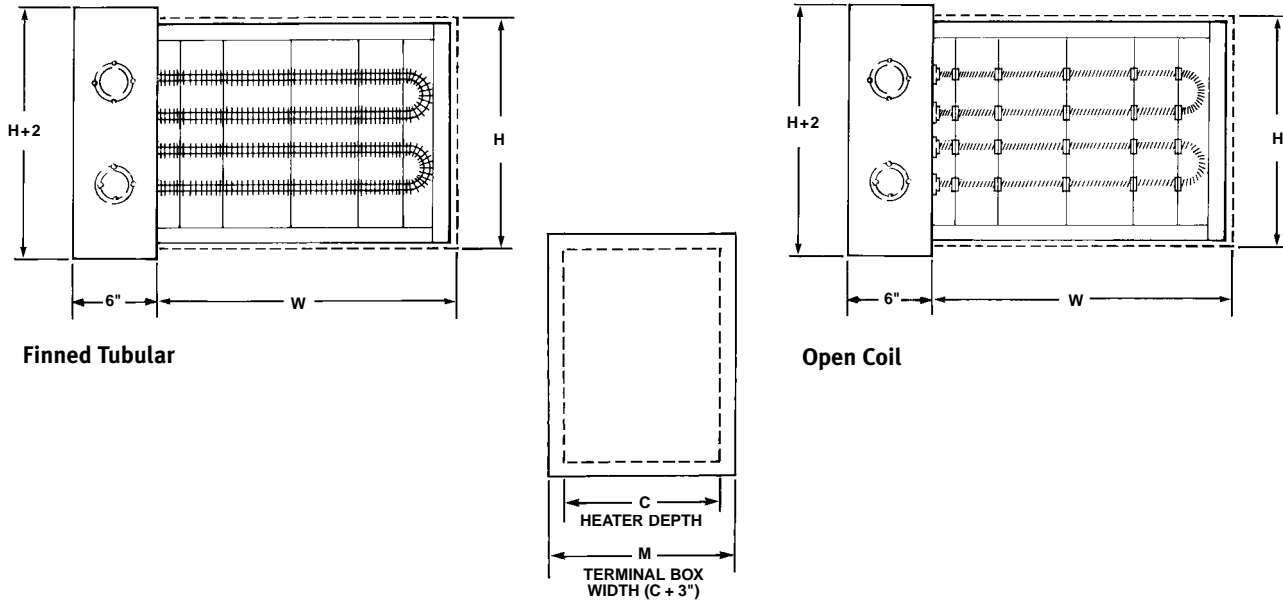 H+2
H
6"
W
Finned Tubular
H+2
H
6"
W
Open Coil
C
HEATER DEPTH
M
TERMINAL BOX
WIDTH (C + 3")